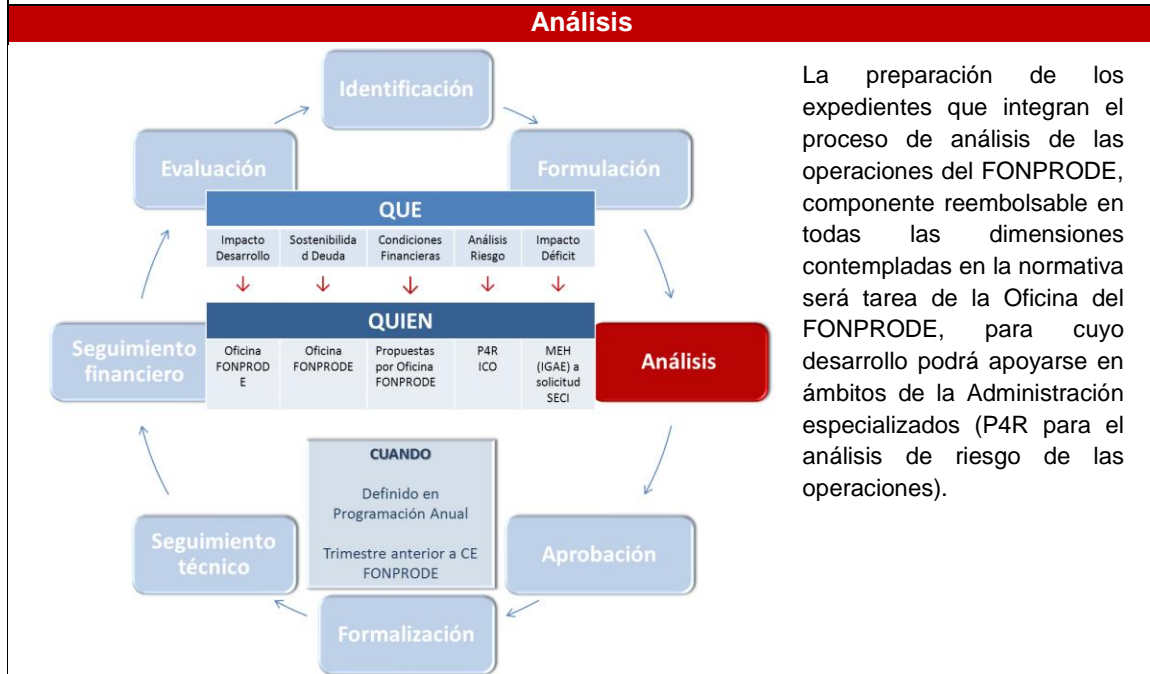 Análisis
Identificación
Evaluación
Formulación
QUE
Impacto
Desarrollo
Sostenibilida
d Deuda
Condiciones
Financieras
Análisis
Riesgo
Impacto
Déficit
QUIEN
Oficina
FONPROD
E
Oficina
FONPRODE
Propuestas
por Oficina
FONPRODE
P4R
ICO
MEH
(IGAE) a
solicitud
SECI
Seguimiento
financiero
Análisis
CUANDO
Definido en
Programación Anual
Trimestre anterior a CE
FONPRODE
Seguimiento
técnico
Aprobación
Formalización
La preparación de los
expedientes que integran el
proceso de análisis de las
operaciones del FONPRODE,
componente reembolsable en
todas las dimensiones
contempladas en la normativa
será tarea de la Oficina del
FONPRODE, para cuyo
desarrollo podrá apoyarse en
ámbitos de la Administración
especializados (P4R para el
análisis de riesgo de las
operaciones).